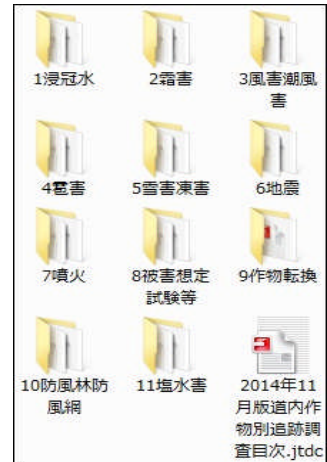 1浸冠水
2霜害
3風害潮風
害
4雹害
5雪害凍害
6地震
7噴火
8被害想定
試験等
9作物転換
10防風林防
風網
11塩水害
2014年11
月版道内作
物別追跡調
査目次.jtdc